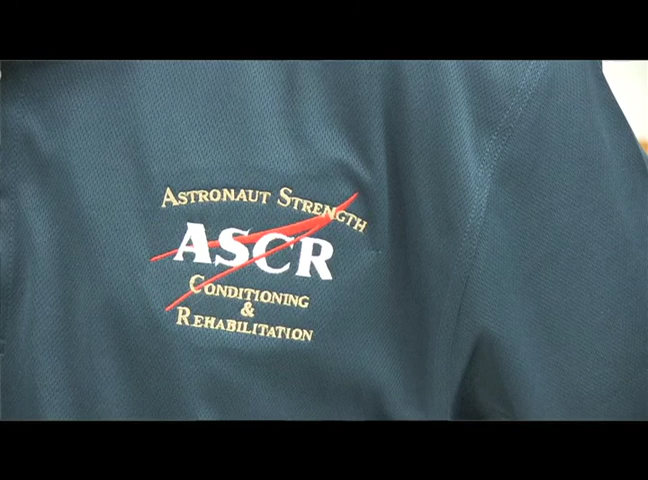 ASTRONAUT STRENGTH
ASCR
CONDITIONING
&
REHABILITATION